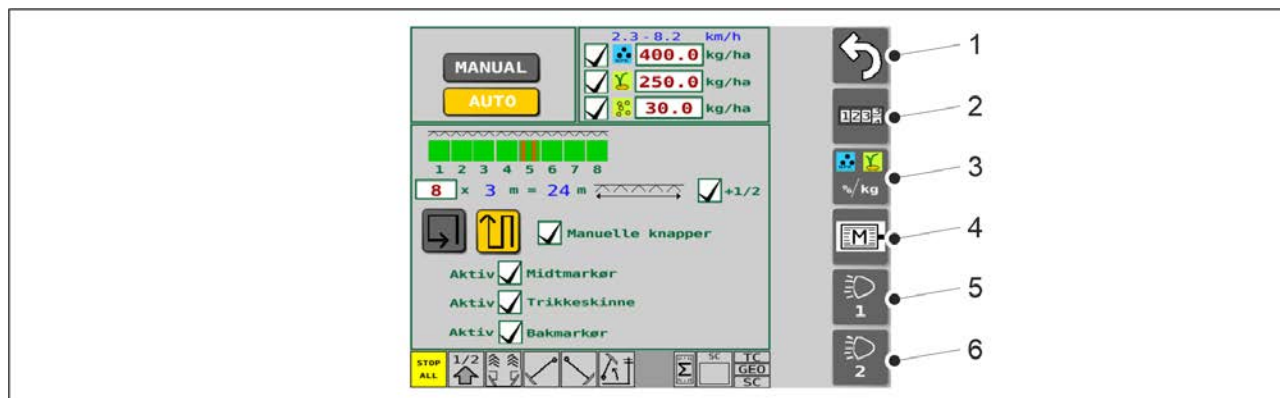 2.3 - 8.2 km/h
MANUAL
400.0 kg/ha
AUTO
250.0 kg/ha
30.0 kg/ha
1 2 3 4 5 6 7 8
8 x 3 m = 24 m +1/2
Manuelle knapper
Aktiv Midtmarkør
Aktiv Trikkeskinne
Aktiv Bakmarkør
STOP
ALL
1/2
Σ
SC
TC
GEO
SC
1
2
%/kg
3
M
4
1
5
2
6